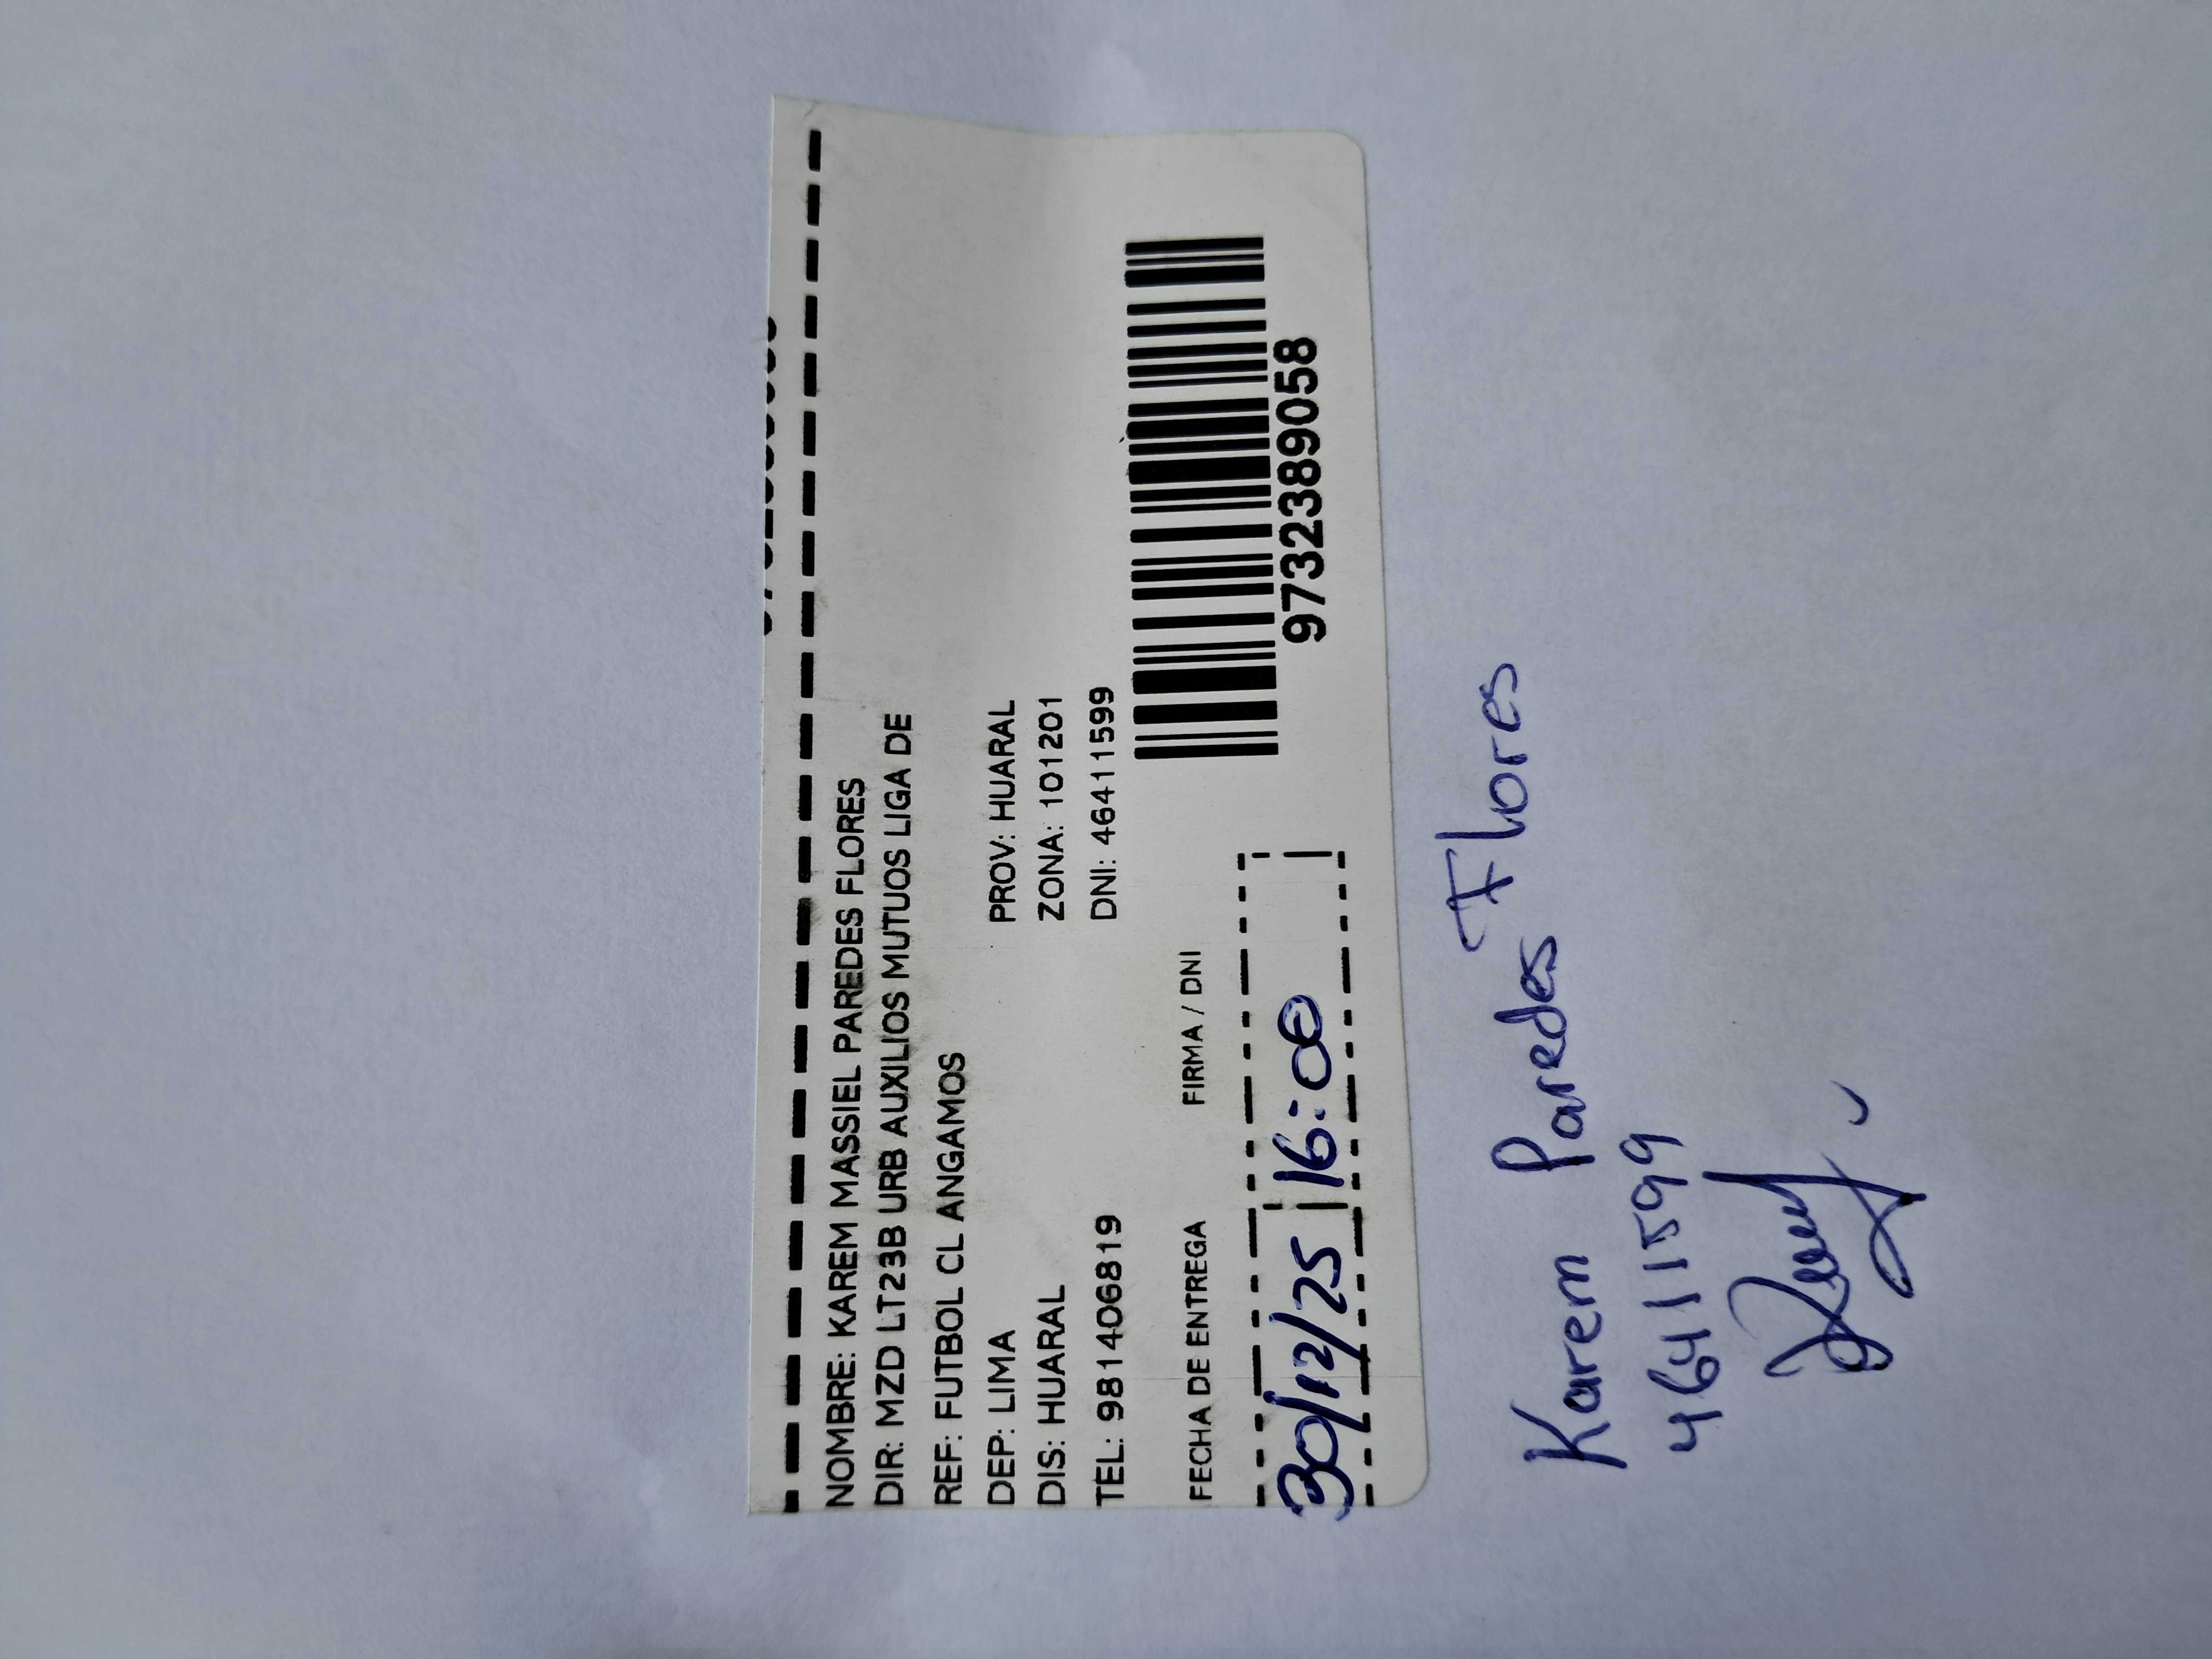 NOMBRE: KAREM MASSIEL PAREDES FLORES
DIR: MZD LT23B URB AUXILIOS MUTUOS LIGA DE
REF: FUTBOL CL ANGAMOS
DEP: LIMA PROV: HUARAL
DIS: HUARAL ZONA: 101201
TEL: 981406819 DNI: 46411599
FECHA DE ENTREGA FIRMA / DNI
30/12/25 16:00
9732389058
Karem Paredes Flores
46411599